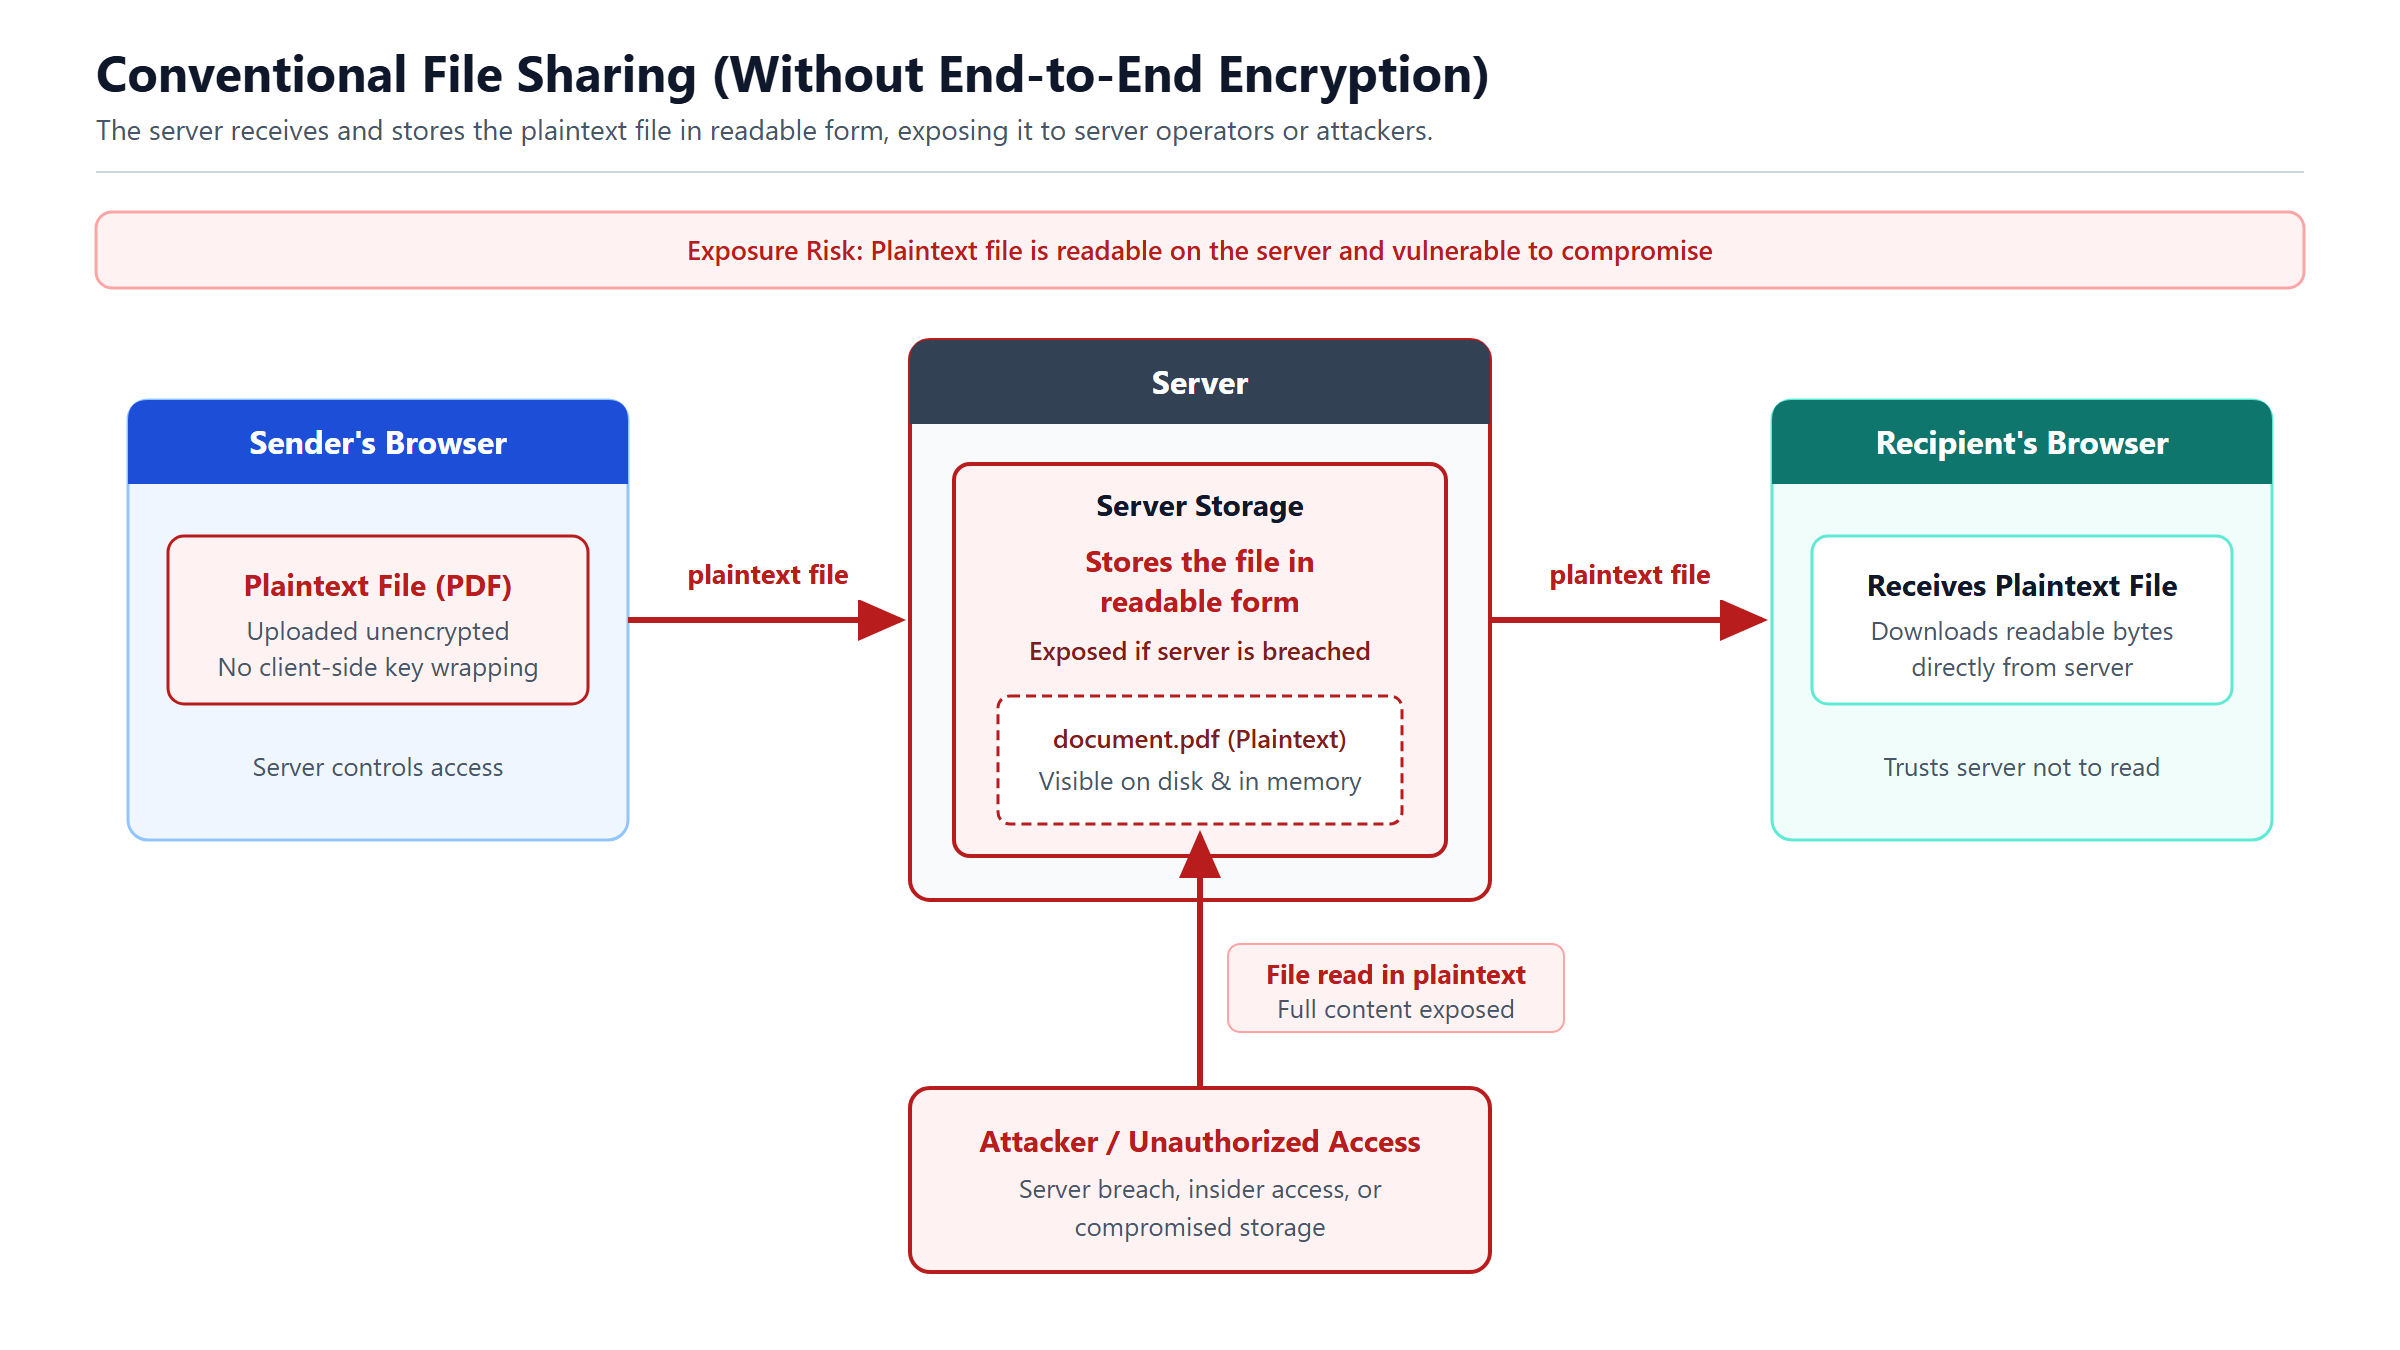 Conventional File Sharing (Without End-to-End Encryption)
The server receives and stores the plaintext file in readable form, exposing it to server operators or attackers.
Exposure Risk: Plaintext file is readable on the server and vulnerable to compromise
Sender's Browser
Plaintext File (PDF)
Uploaded unencrypted
No client-side key wrapping
Server controls access
plaintext file
Server
Server Storage
Stores the file in
readable form
Exposed if server is breached
document.pdf (Plaintext)
Visible on disk & in memory
plaintext file
Recipient's Browser
Receives Plaintext File
Downloads readable bytes
directly from server
Trusts server not to read
File read in plaintext
Full content exposed
Attacker / Unauthorized Access
Server breach, insider access, or
compromised storage